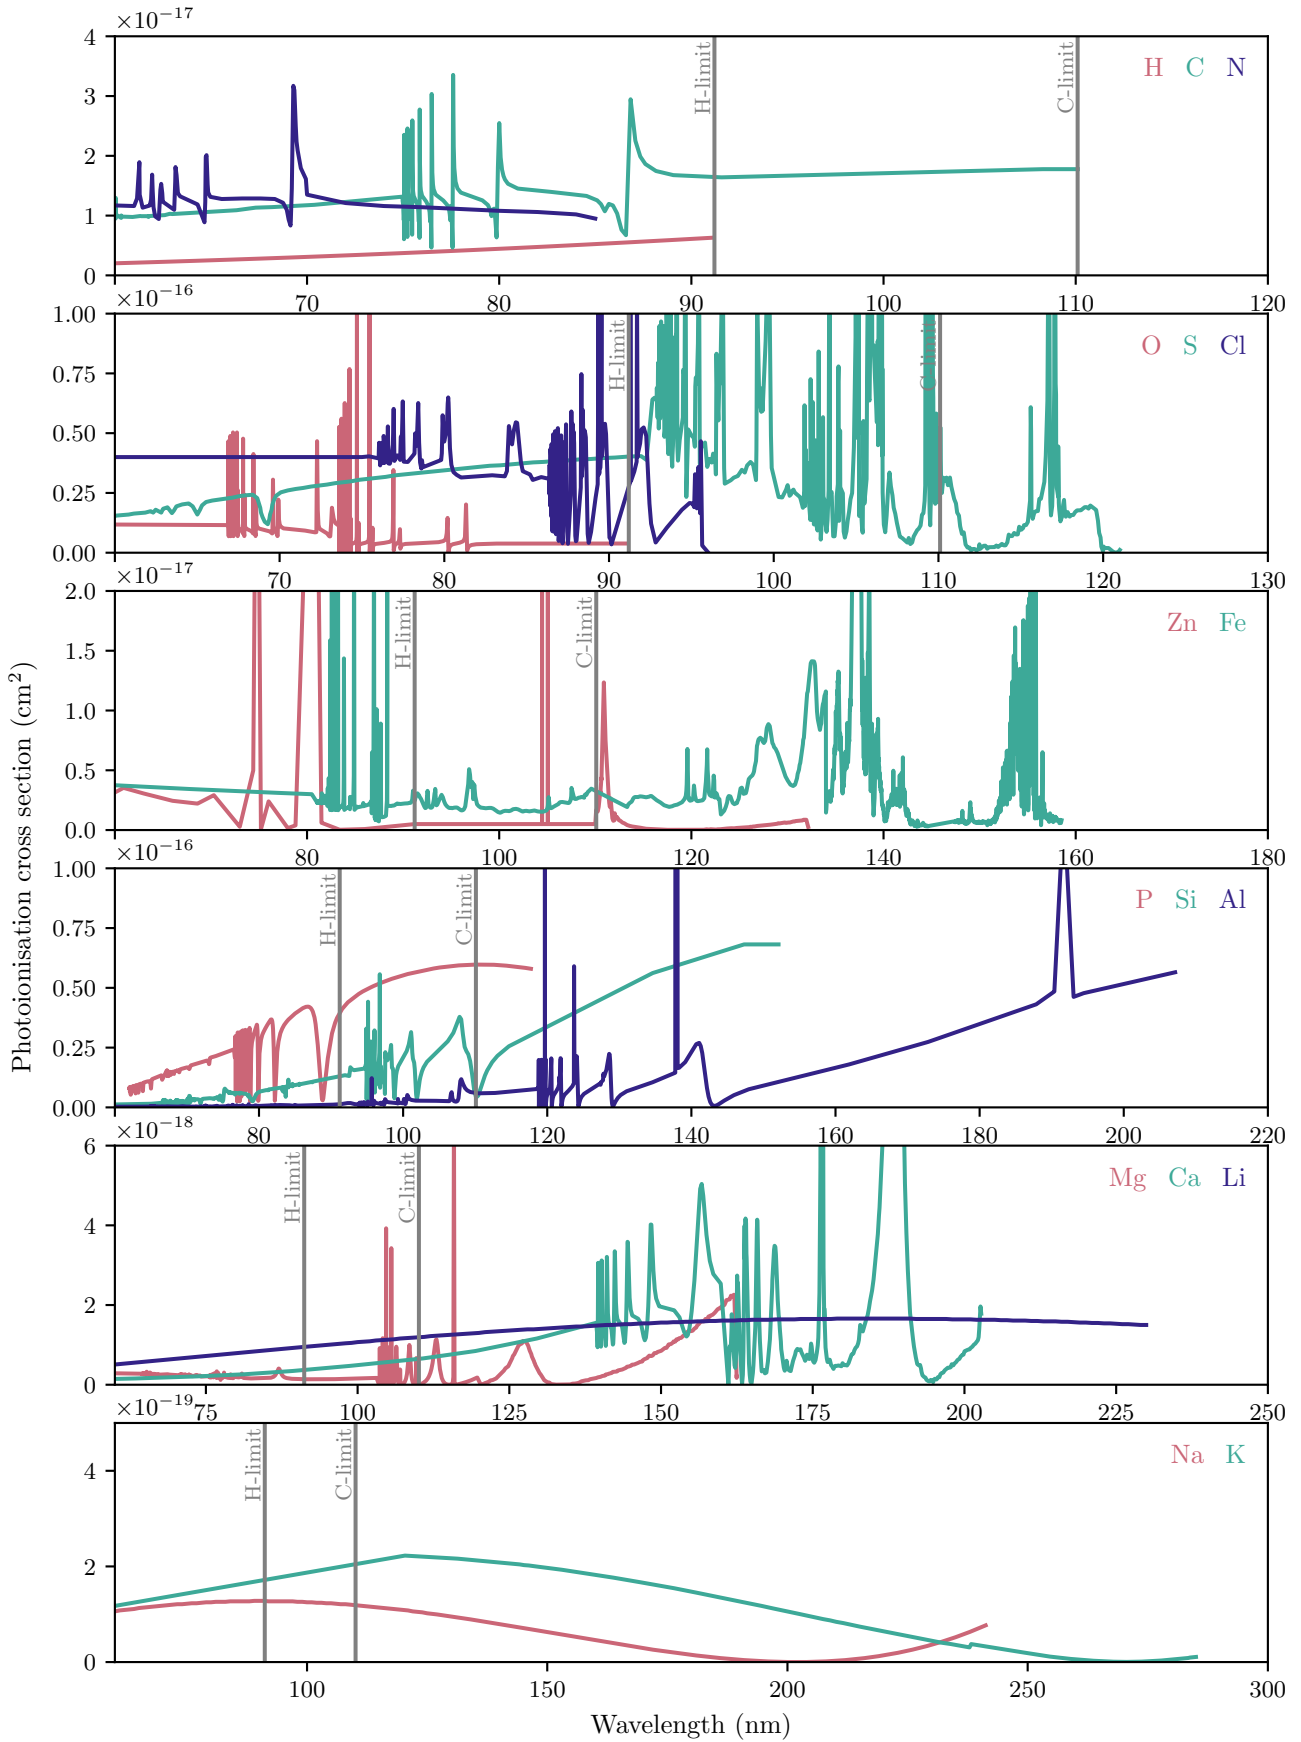 ×10⁻¹⁷
4
3
2
1
0
H-limit
C-limit
H C N
70 80 90 100 110 120
×10⁻¹⁶
1.00
0.75
0.50
0.25
0.00
H-limit
C-limit
O S Cl
70 80 90 100 110 120 130
×10⁻¹⁷
2.0
1.5
1.0
0.5
0.0
H-limit
C-limit
Zn Fe
80 100 120 140 160 180
×10⁻¹⁶
1.00
0.75
0.50
0.25
0.00
H-limit
C-limit
P Si Al
80 100 120 140 160 180 200 220
×10⁻¹⁸
6
4
2
0
H-limit
C-limit
Mg Ca Li
75 100 125 150 175 200 225 250
×10⁻¹⁹
4
2
0
H-limit
C-limit
Na K
100 150 200 250 300
Wavelength (nm)
Photoionisation cross section (cm²)